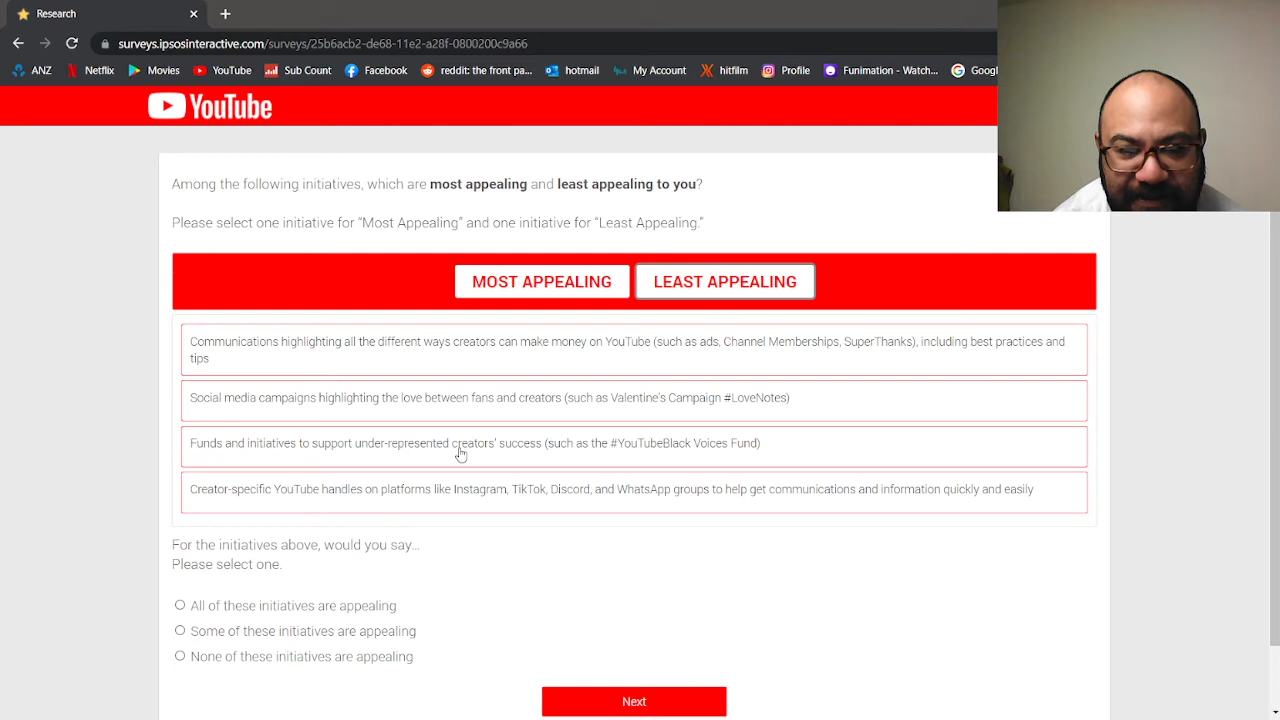 Research
surveys.ipsosinteractive.com/surveys/25b6acb2-de68-11e2-a28f-0800200c9a66
ANZ Netflix Movies YouTube Sub Count Facebook reddit: the front pa... hotmail My Account hitfilm Profile Funimation - Watch... Googl
YouTube
Among the following initiatives, which are most appealing and least appealing to you?
Please select one initiative for “Most Appealing” and one initiative for “Least Appealing.”
MOST APPEALING LEAST APPEALING
Communications highlighting all the different ways creators can make money on YouTube (such as ads, Channel Memberships, SuperThanks), including best practices and
tips
Social media campaigns highlighting the love between fans and creators (such as Valentine's Campaign #LoveNotes)
Funds and initiatives to support under-represented creators' success (such as the #YouTubeBlack Voices Fund)
Creator-specific YouTube handles on platforms like Instagram, TikTok, Discord, and WhatsApp groups to help get communications and information quickly and easily
For the initiatives above, would you say...
Please select one.
All of these initiatives are appealing
Some of these initiatives are appealing
None of these initiatives are appealing
Next